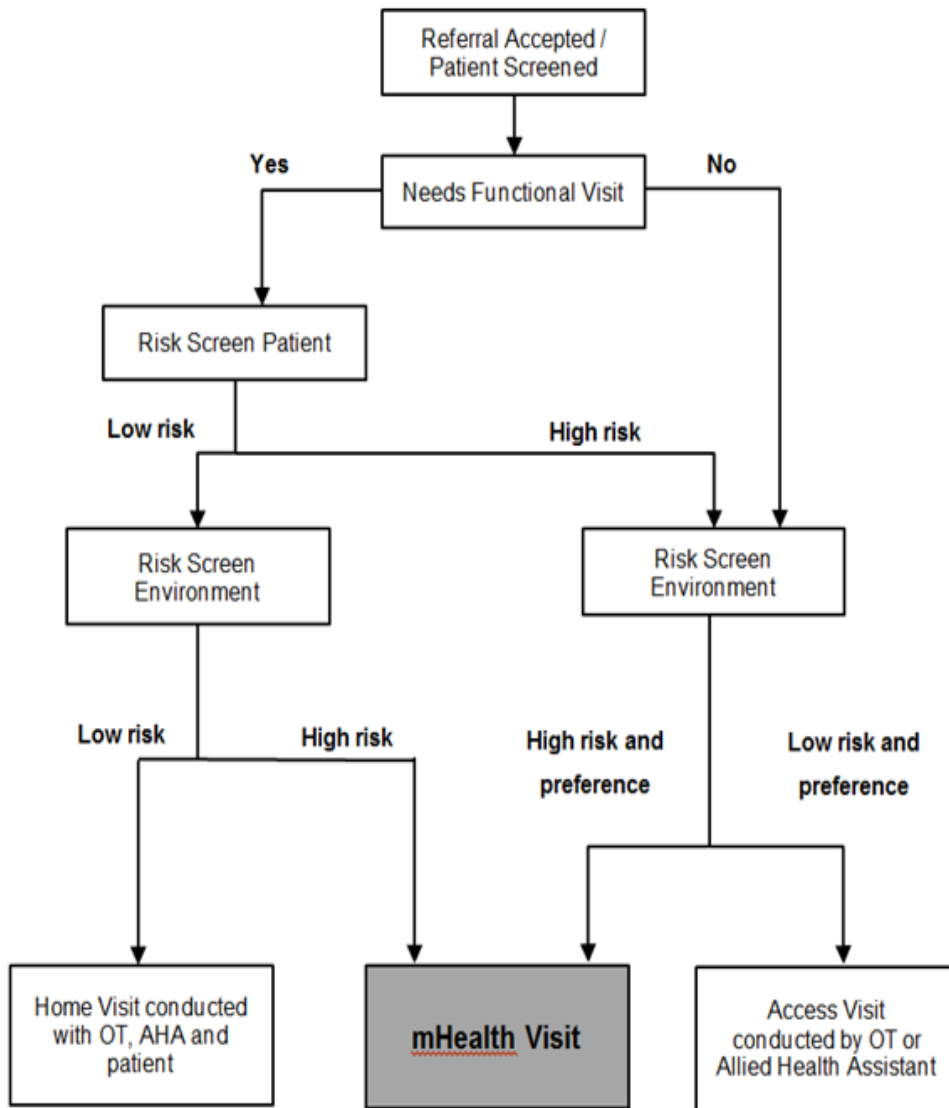 Referral Accepted /
Patient Screened
Yes
No
Needs Functional Visit
Risk Screen Patient
Low risk
High risk
Risk Screen
Environment
Risk Screen
Environment
Low risk
High risk
High risk and
preference
Low risk and
preference
Home Visit conducted
with OT, AHA and
patient
mHealth Visit
Access Visit
conducted by OT or
Allied Health Assistant